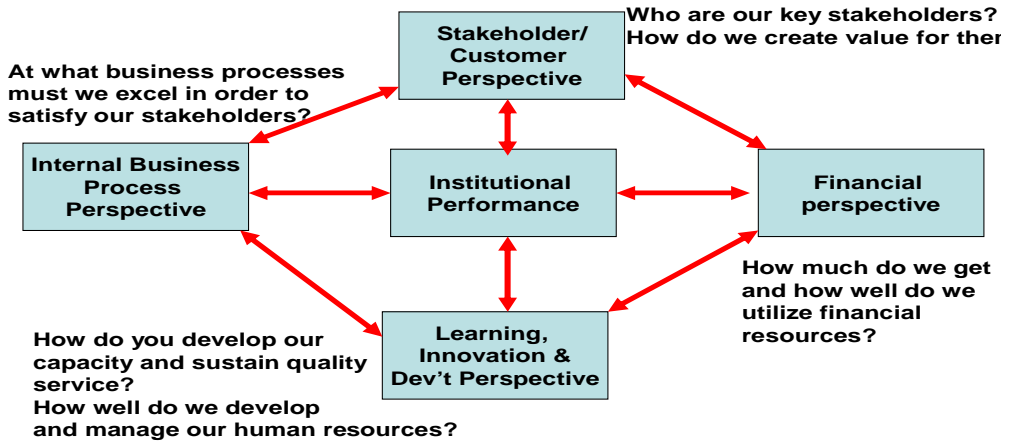 Who are our key stakeholders?
How do we create value for
Stakeholder/
Customer
Perspective
At what business processes
must we excel in order to
satisfy our stakeholders?
Internal Business
Process
Perspective
Institutional
Performance
Financial
perspective
How much do we get
and how well do we
utilize financial
resources?
Learning,
Innovation &
Dev't Perspective
How do you develop our
capacity and sustain quality
service?
How well do we develop
and manage our human resources?